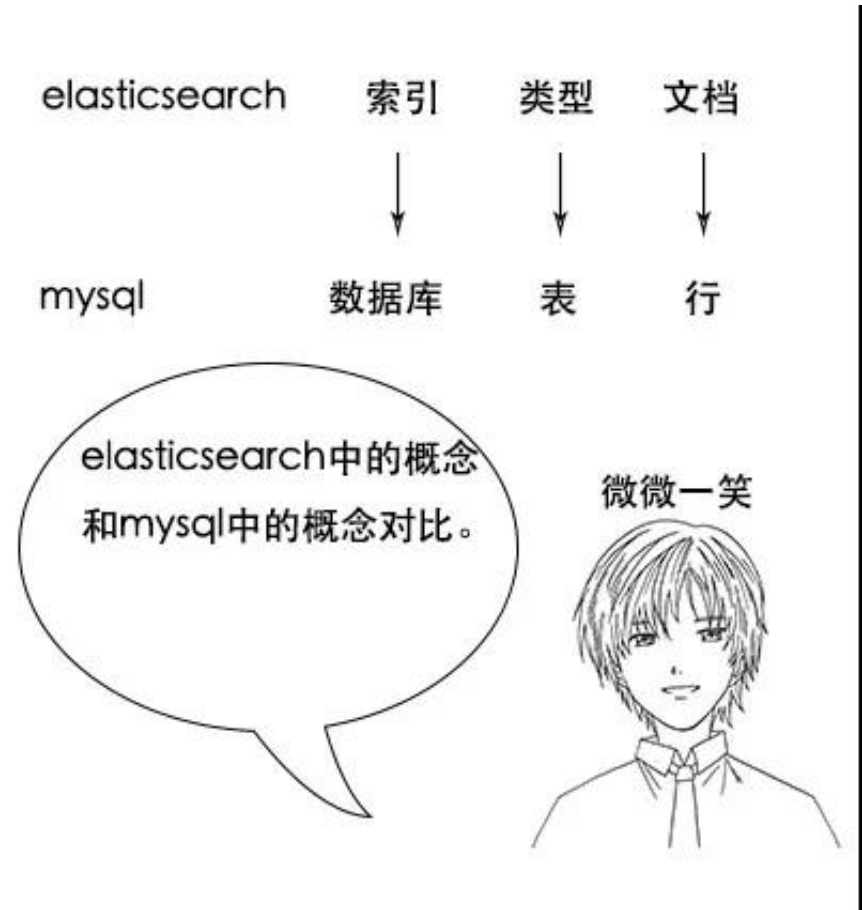 elasticsearch 索引 类型 文档
mysql 数据库 表 行
elasticsearch中的概念
和mysql中的概念对比。
微微一笑